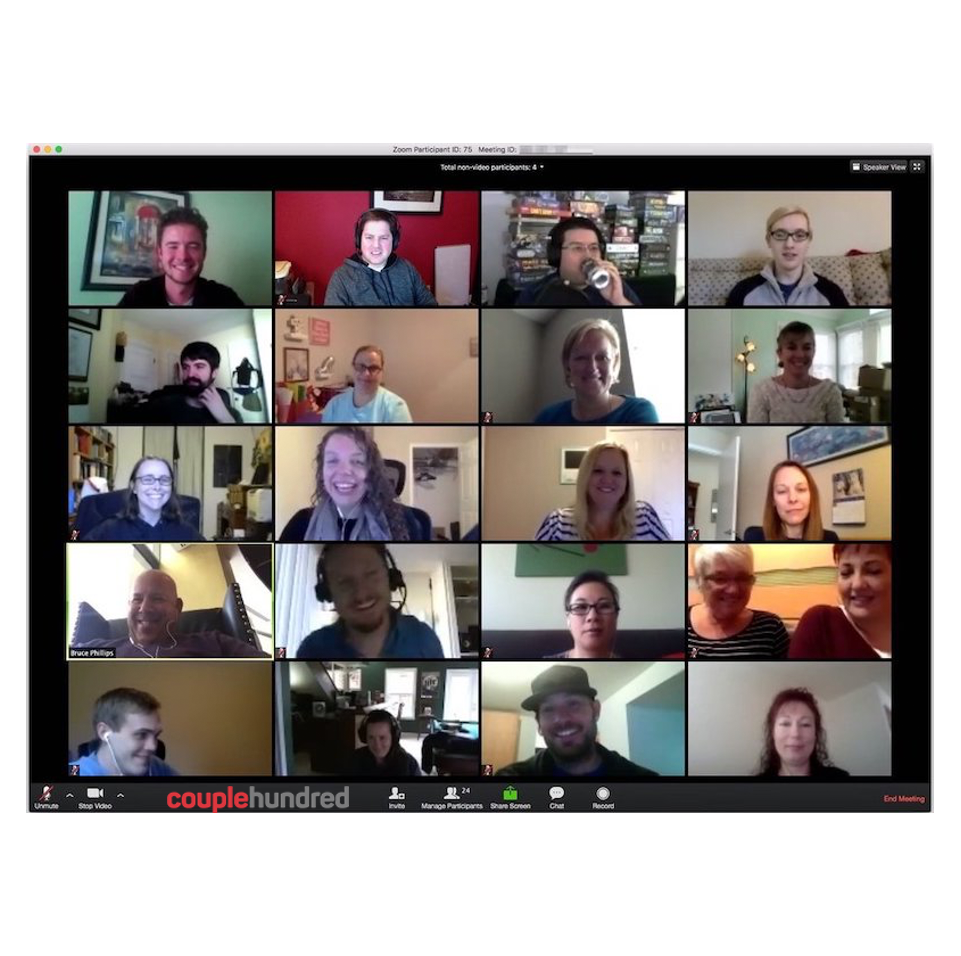 Zoom Participant ID: 75 Meeting ID:
Total non-video participants: 4
Speaker View
Bruce Phillips
Unmute
Stop Video
couplehundred
Invite
24
Manage Participants
Share Screen
Chat
Record
End Meeting